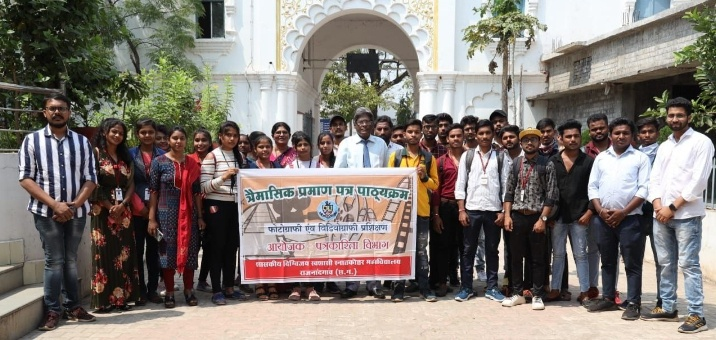 त्रैमासिक प्रमाण पत्र पाठ्यक्रम
फोटोग्राफी एंव विडियोग्राफी प्रशिक्षण
आयोजक पत्रकारिता विभाग
शासकीय दिग्विजय स्वशासी स्नातकोत्तर महाविद्यालय
राजनांदगांव (छ.ग.)